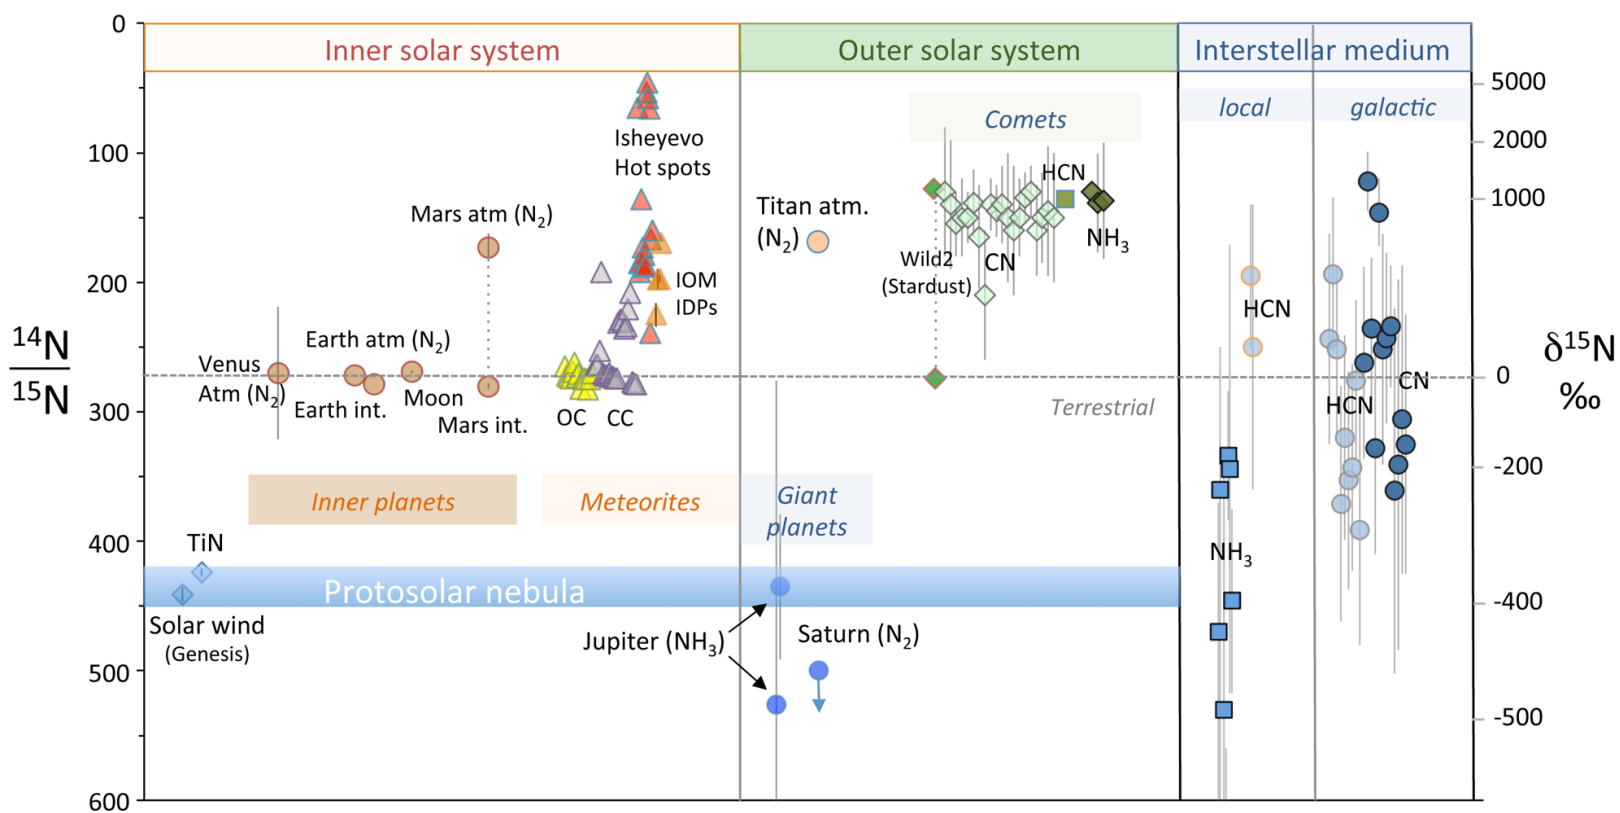 Inner solar system
Outer solar system
Interstellar medium
local
galactic
Comets
0
100
200
300
400
500
600
¹⁴N
¹⁵N
5000
2000
1000
0
-200
-400
-500
δ¹⁵N
‰
Isheyevo
Hot spots
Mars atm (N₂)
IOM
IDPs
Earth atm (N₂)
Venus
Atm (N₂)
Earth int.
Moon
Mars int.
OC
CC
Titan atm.
(N₂)
Wild2
(Stardust)
CN
HCN
NH₃
Terrestrial
HCN
NH₃
HCN
CN
Inner planets
Meteorites
Giant
planets
TiN
Protosolar nebula
Solar wind
(Genesis)
Jupiter (NH₃)
Saturn (N₂)